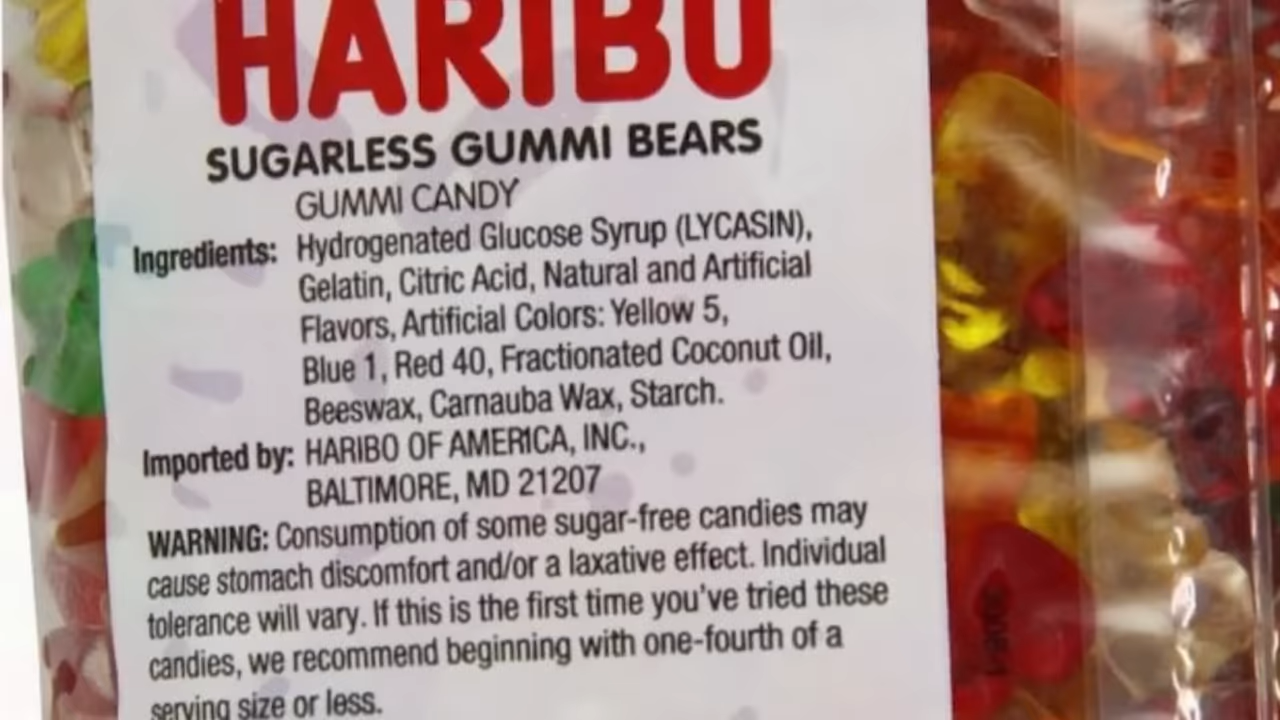 HARIBO
SUGARLESS GUMMI BEARS
GUMMI CANDY
Ingredients: Hydrogenated Glucose Syrup (LYCASIN),
Gelatin, Citric Acid, Natural and Artificial
Flavors, Artificial Colors: Yellow 5,
Blue 1, Red 40, Fractionated Coconut Oil,
Beeswax, Carnauba Wax, Starch.
Imported by: HARIBO OF AMERICA, INC.,
BALTIMORE, MD 21207
WARNING: Consumption of some sugar-free candies may
cause stomach discomfort and/or a laxative effect. Individual
tolerance will vary. If this is the first time you've tried these
candies, we recommend beginning with one-fourth of a
serving size or less.